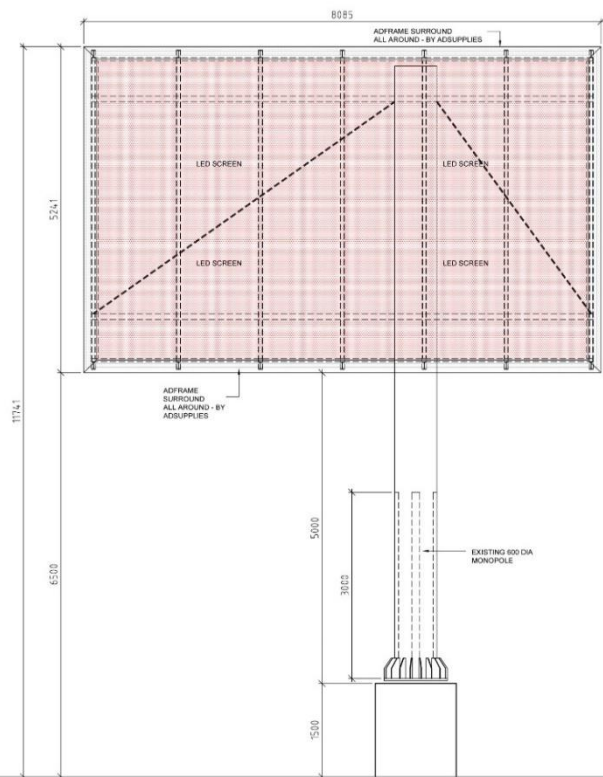 8085
ADFRAME SURROUND
ALL AROUND - BY ADSUPPLIES
LED SCREEN
LED SCREEN
5241
LED SCREEN
LED SCREEN
ADFRAME
SURROUND
ALL AROUND - BY
ADSUPPLIES
11741
6500
5000
3000
EXISTING 600 DIA
MONOPOLE
1500